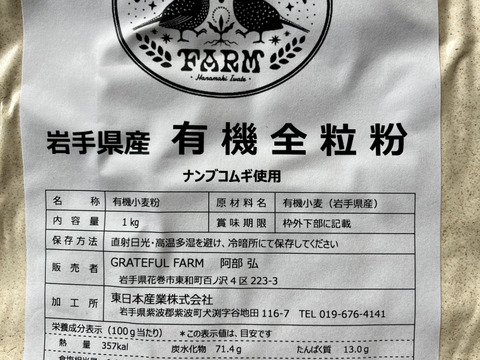 FARM
Hanamaki Iwate
岩手県産 有機全粒粉
ナンブコムギ使用
名 称 有機小麦粉 原材料名 有機小麦(岩手県産)
内容量 1㎏ 賞味期限 枠外下部に記載
保存方法 直射日光・高温多湿を避け、冷暗所にて保存してください
販売者 GRATEFUL FARM 阿部 弘
岩手県花巻市東和町百ノ沢4区223-3
加工所 東日本産業株式会社
岩手県紫波郡紫波町犬渕字谷地田116-7 TEL 019-676-4141
栄養成分表示(100g当たり) *この表示値は、目安です
熱 量 357kal 炭水化物 71.4g たんぱく質 13.0g